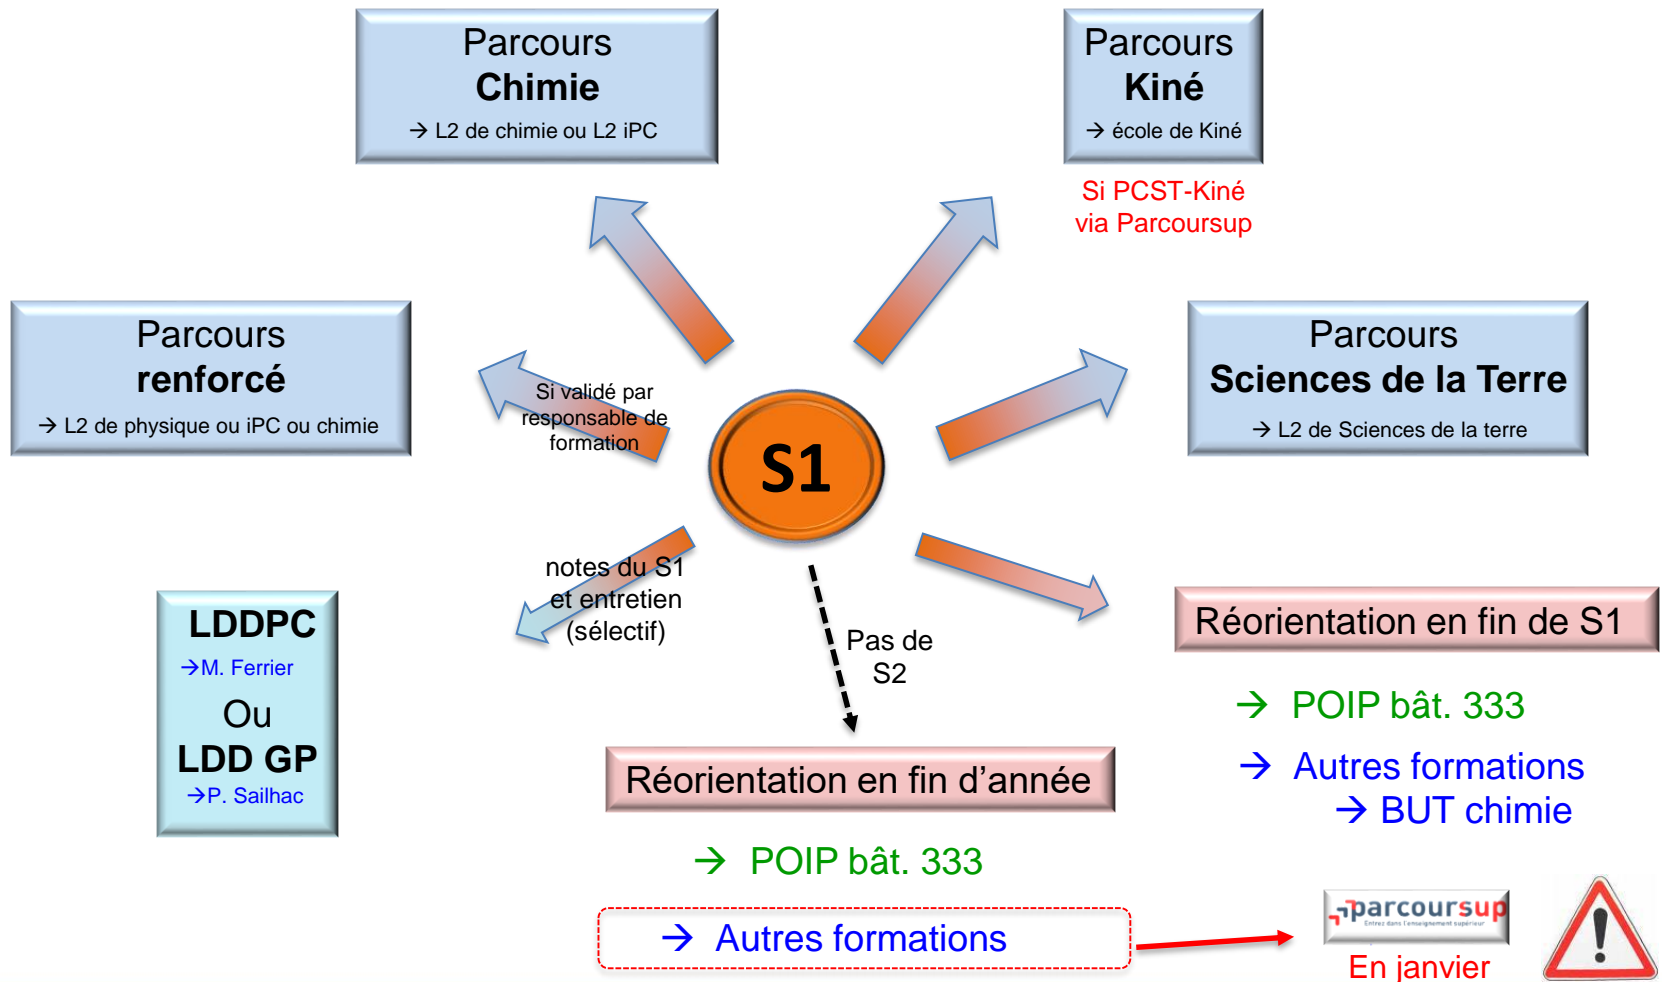 Parcours
Chimie
→ L2 de chimie ou L2 iPC
Parcours
Kiné
→ école de Kiné
Si PCST-Kiné
via Parcoursup
Parcours
renforcé
→ L2 de physique ou iPC ou chimie
Si validé par
responsable de
formation
Parcours
Sciences de la Terre
→ L2 de Sciences de la terre
S1
notes du S1
et entretien
(sélectif)
LDDPC
→M. Ferrier
Ou
LDD GP
→P. Sailhac
Pas de
S2
Réorientation en fin de S1
→ POIP bât. 333
→ Autres formations
→ BUT chimie
Réorientation en fin d’année
→ POIP bât. 333
→ Autres formations
parcoursup
Entrez dans l'enseignement supérieur
En janvier
!